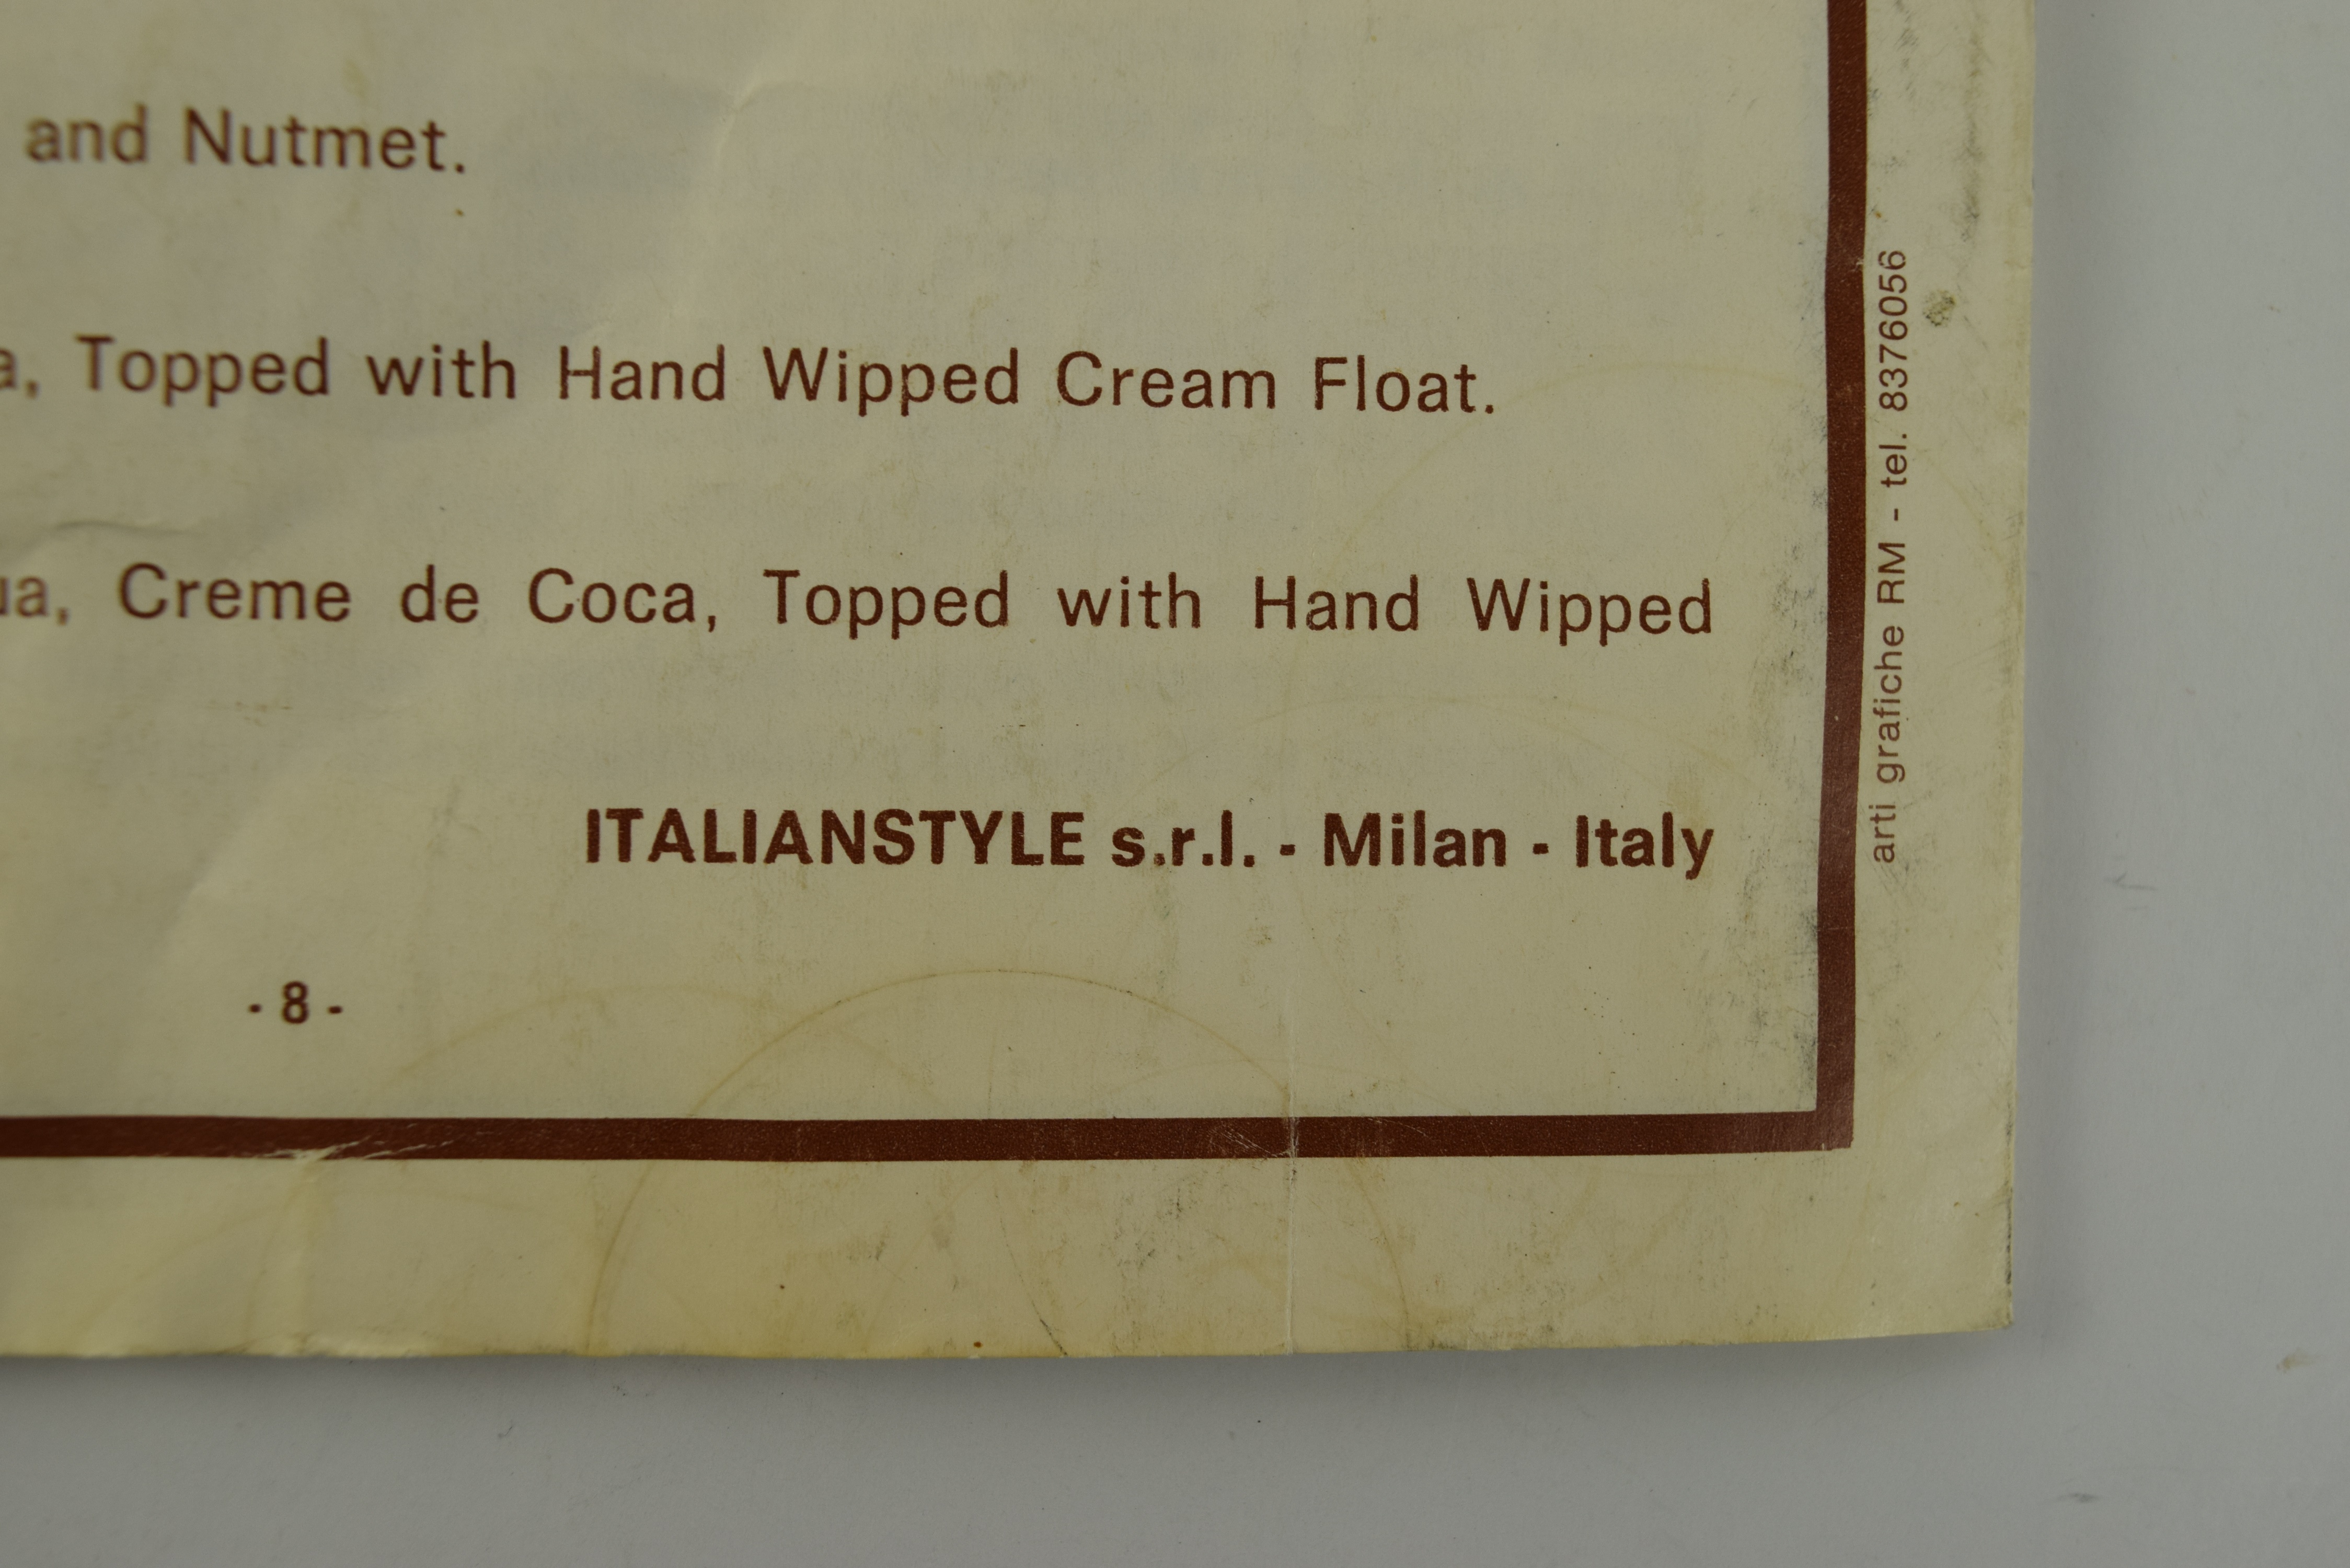 and Nutmet.
Topped with Hand Wipped Cream Float.
Creme de Coca, Topped with Hand Wipped
ITALIANSTYLE s.r.l. - Milan - Italy
- 8 -
arti grafiche RM - tel. 8376056